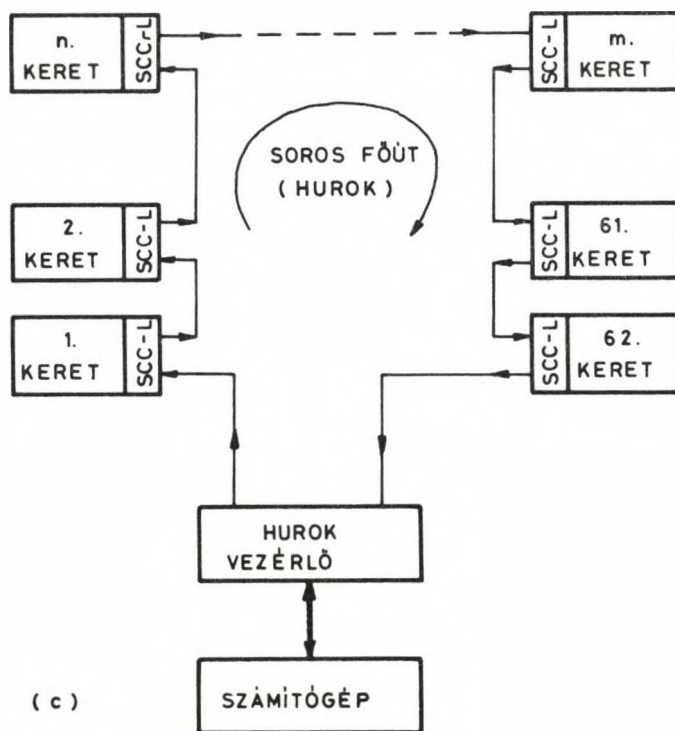 n.
KERET
SCC-L
SCC-L
m.
KERET
SOROS FŐÚT
(HUROK)
2.
KERET
SCC-L
SCC-L
61.
KERET
1.
KERET
SCC-L
SCC-L
62.
KERET
HUROK
VEZÉRLŐ
SZÁMÍTÓGÉP
(c)